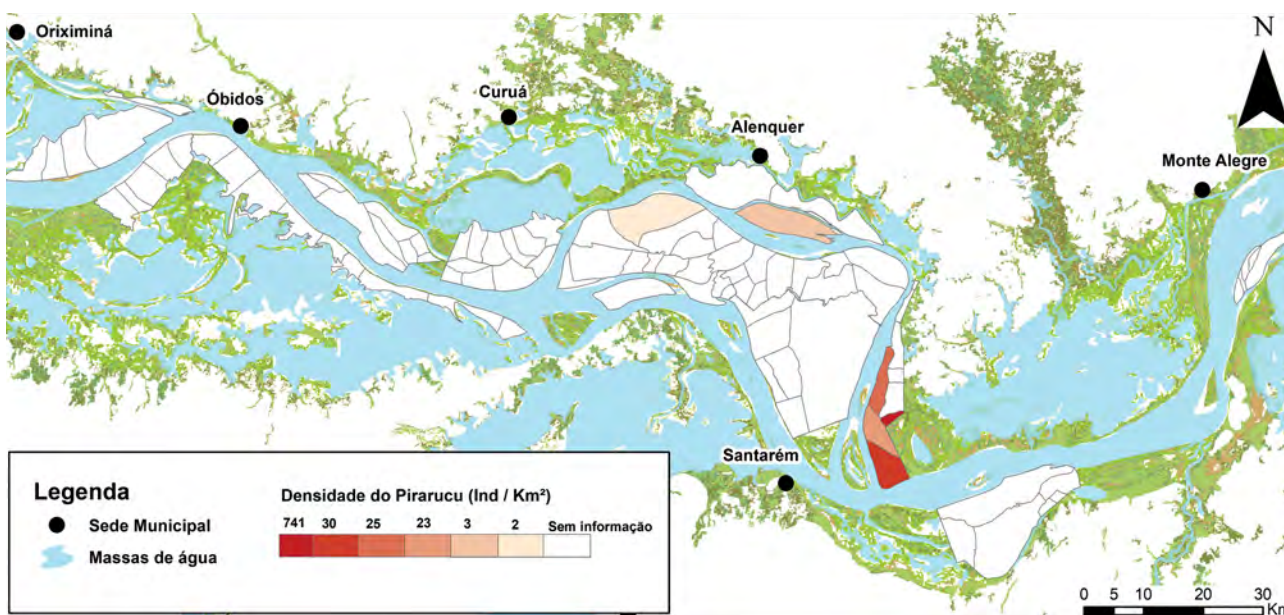 Oriximiná
N
Óbidos
Curuá
Alenquer
Monte Alegre
Santarém
Legenda
Sede Municipal
Massas de água
Densidade do Pirarucu (Ind / Km²)
741 30 25 23 3 2 Sem informação
0 5 10 20 30
Km